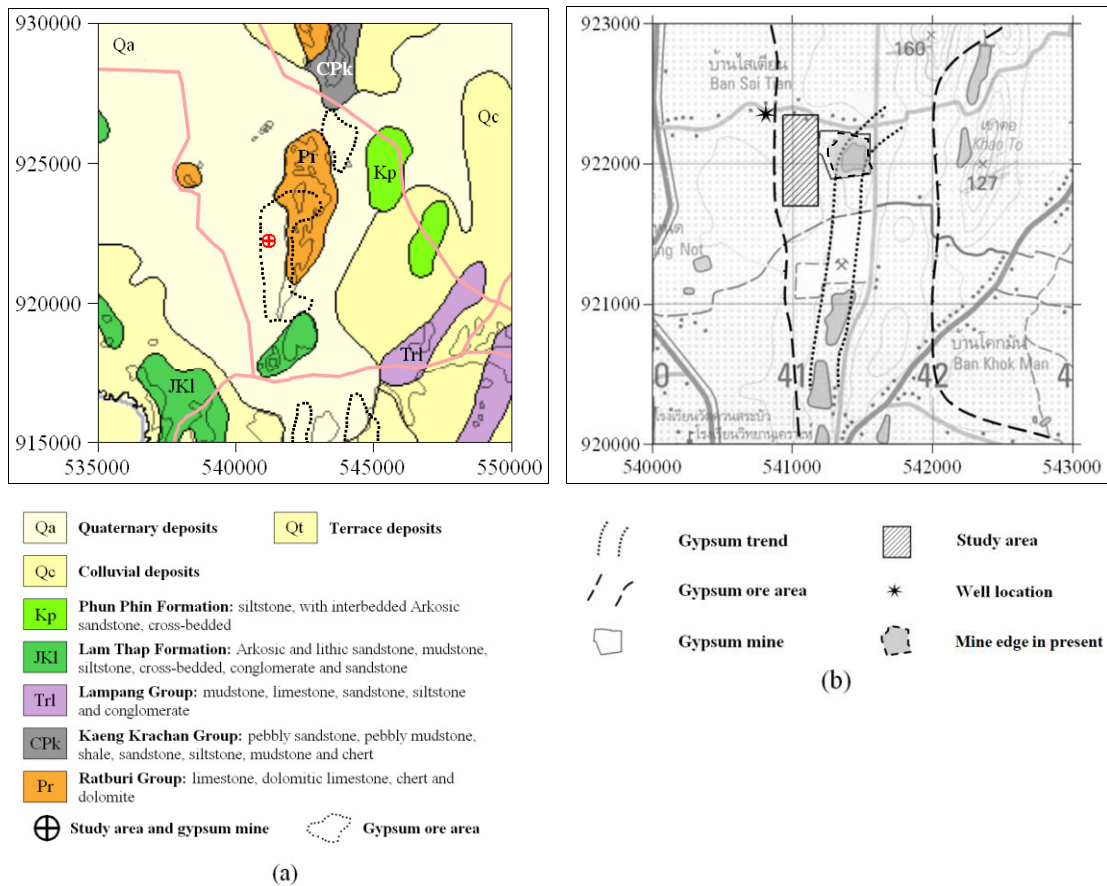 930000
925000
920000
915000
535000
540000
545000
550000
Qa
CPk
Qc
Pr
Kp
Trl
JKl
923000
922000
921000
920000
540000
541000
542000
543000
160
บ้านไสเตียน
Ban Sai Tian
เขาตอ
Khao To
127
ng Not
บ้านโคกมัน
Ban Khok Man
0
41
42
4
Qa Quaternary deposits
Qt Terrace deposits
Qc Colluvial deposits
Kp Phun Phin Formation: siltstone, with interbedded Arkosic
sandstone, cross-bedded
JKl Lam Thap Formation: Arkosic and lithic sandstone, mudstone,
siltstone, cross-bedded, conglomerate and sandstone
Trl Lampang Group: mudstone, limestone, sandstone, siltstone
and conglomerate
CPk Kaeng Krachan Group: pebbly sandstone, pebbly mudstone,
shale, sandstone, siltstone, mudstone and chert
Pr Ratburi Group: limestone, dolomitic limestone, chert and
dolomite
Study area and gypsum mine
Gypsum ore area
(a)
Gypsum trend
Study area
Gypsum ore area
Well location
Gypsum mine
Mine edge in present
(b)